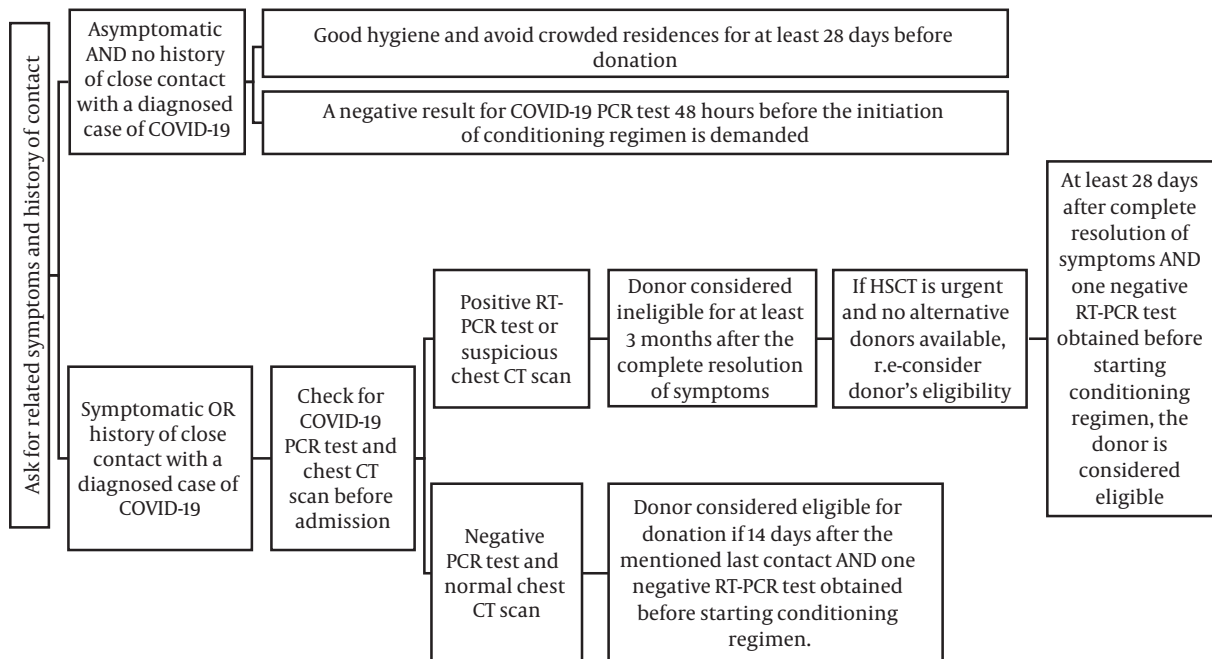 Ask for related symptoms and history of contact
Asymptomatic
AND no history
of close contact
with a diagnosed
case of COVID-19
Good hygiene and avoid crowded residences for at least 28 days before
donation
A negative result for COVID-19 PCR test 48 hours before the initiation
of conditioning regimen is demanded
Symptomatic OR
history of close
contact with a
diagnosed case of
COVID-19
Check for
COVID-19
PCR test and
chest CT
scan before
admission
Positive RT-
PCR test or
suspicious
chest CT scan
Donor considered
ineligible for at least
3 months after the
complete resolution
of symptoms
If HSCT is urgent
and no alternative
donors available,
r.e-consider
donor's eligibility
At least 28 days
after complete
resolution of
symptoms AND
one negative
RT-PCR test
obtained before
starting
conditioning
regimen, the
donor is
considered
eligible
Negative
PCR test and
normal chest
CT scan
Donor considered eligible for
donation if 14 days after the
mentioned last contact AND one
negative RT-PCR test obtained
before starting conditioning
regimen.